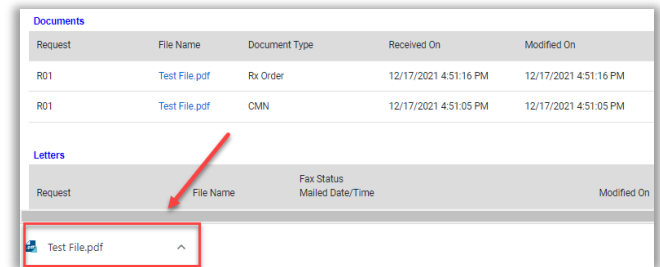 Documents
Request File Name Document Type Received On Modified On
R01 Test File.pdf Rx Order 12/17/2021 4:51:16 PM 12/17/2021 4:51:16 PM
R01 Test File.pdf CMN 12/17/2021 4:51:05 PM 12/17/2021 4:51:05 PM
Letters
Fax Status
Request File Name Mailed Date/Time Modified On
Test File.pdf